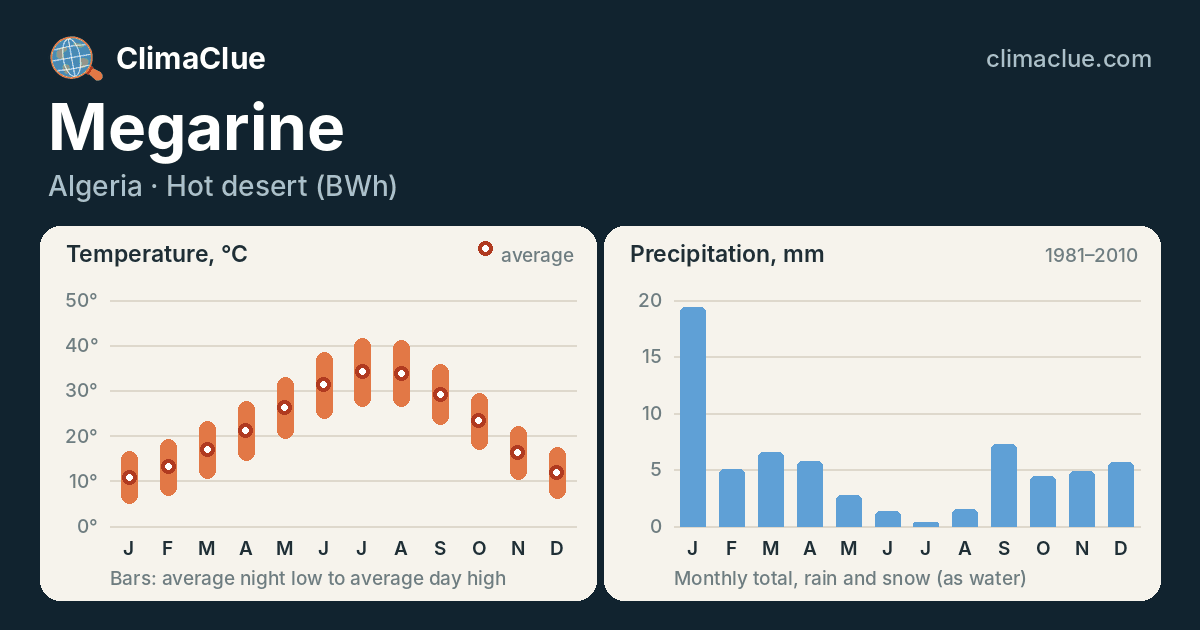 ClimaClue
climaclue.com
Megarine
Algeria · Hot desert (BWh)
Temperature, °C
average
50°
40°
30°
20°
10°
0°
J F M A M J J A S O N D
Bars: average night low to average day high
Precipitation, mm
1981–2010
20
15
10
5
0
J F M A M J J A S O N D
Monthly total, rain and snow (as water)